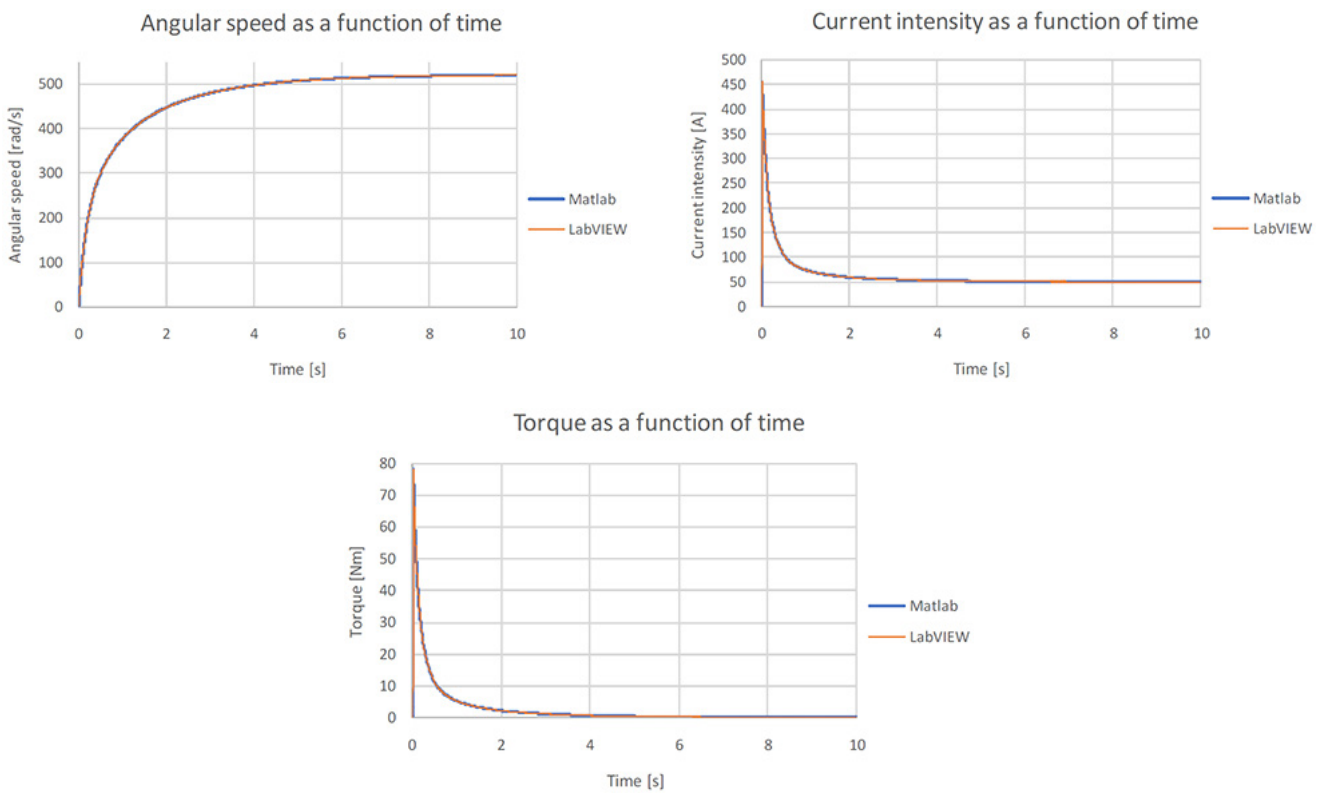 Angular speed as a function of time
Angular speed [rad/s]
500
400
300
200
100
0
0 2 4 6 8 10
Time [s]
Matlab
LabVIEW
Current intensity as a function of time
Current intensity [A]
500
450
400
350
300
250
200
150
100
50
0
0 2 4 6 8 10
Time [s]
Matlab
LabVIEW
Torque as a function of time
Torque [Nm]
80
70
60
50
40
30
20
10
0
0 2 4 6 8 10
Time [s]
Matlab
LabVIEW